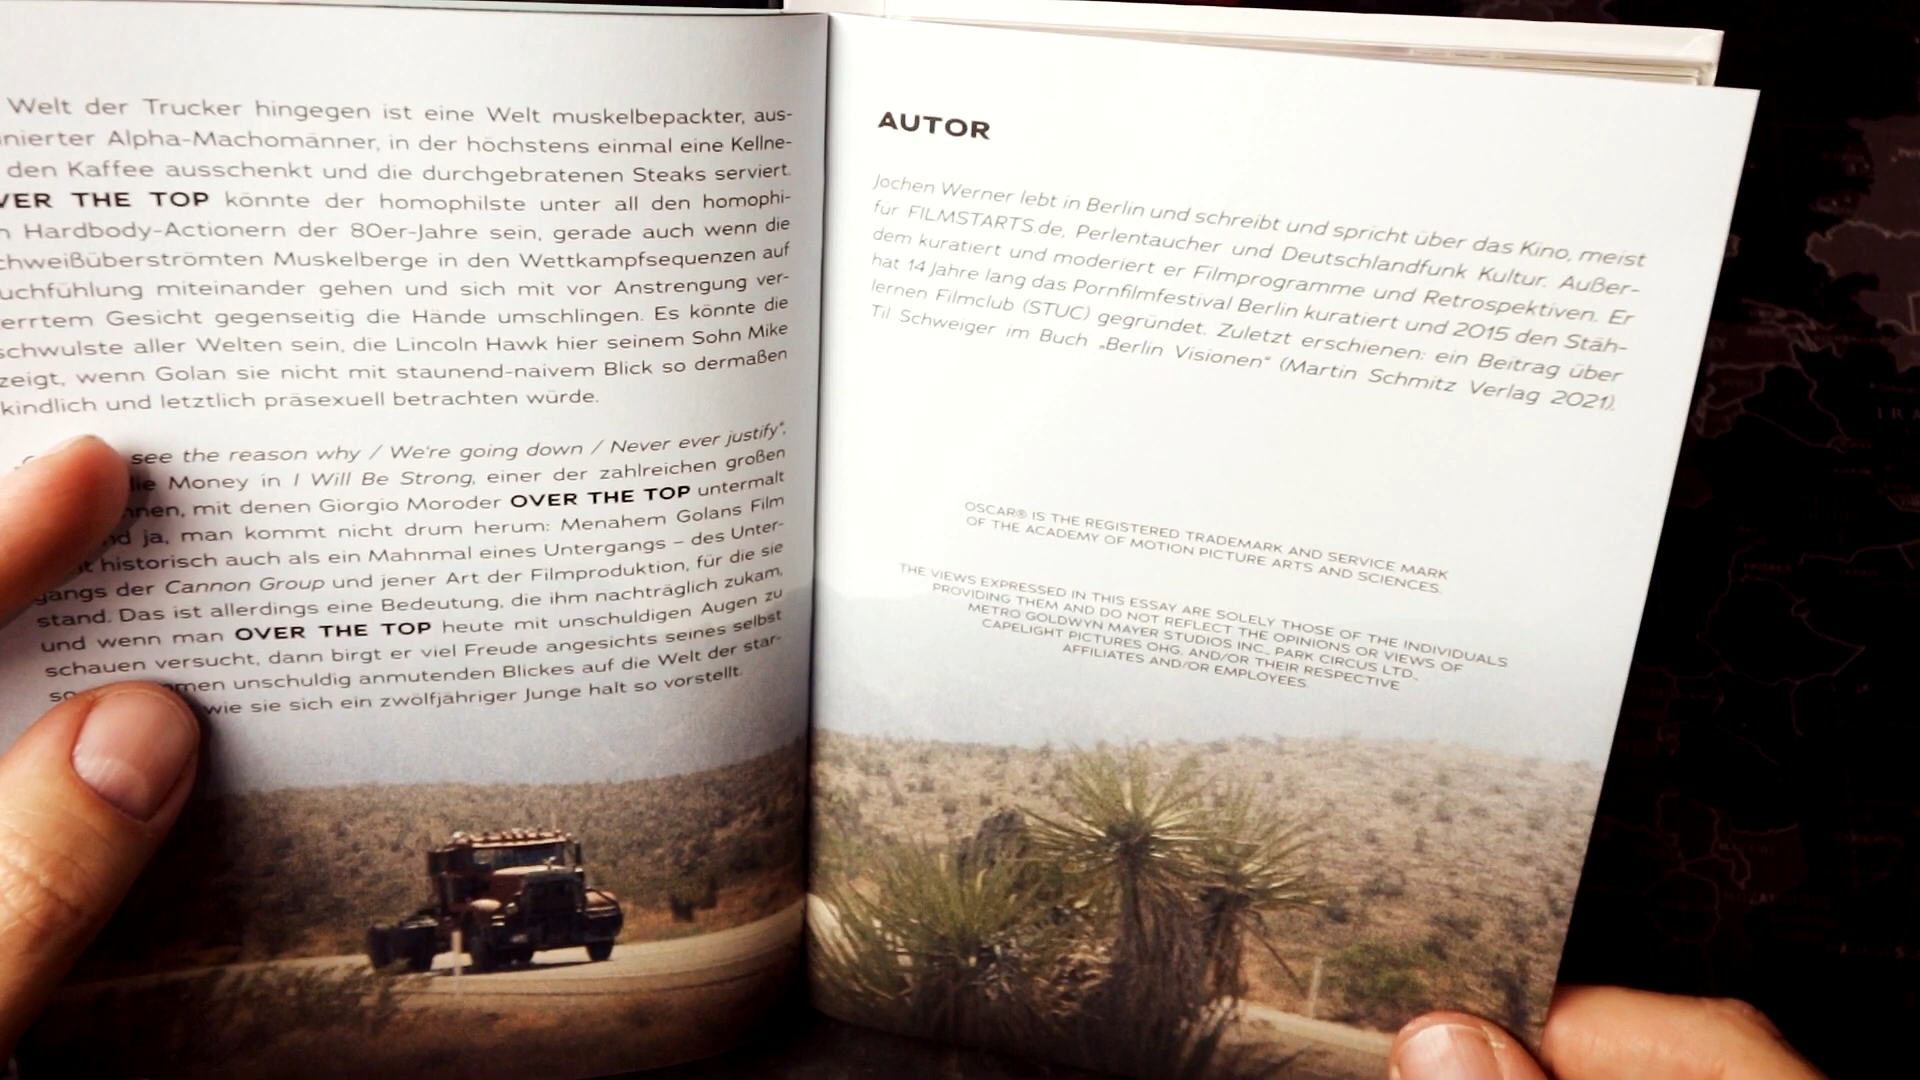 Welt der Trucker hingegen ist eine Welt muskelbepackter, aus-
nierter Alpha-Machomänner, in der höchstens einmal eine Kellne-
den Kaffee ausschenkt und die durchgebratenen Steaks serviert.
VER THE TOP könnte der homophilste unter all den homophi-
n Hardbody-Actionern der 80er-Jahre sein, gerade auch wenn die
chweißüberströmten Muskelberge in den Wettkampfsequenzen auf
uchfühlung miteinander gehen und sich mit vor Anstrengung ver-
errtem Gesicht gegenseitig die Hände umschlingen. Es könnte die
schwulste aller Welten sein, die Lincoln Hawk hier seinem Sohn Mike
zeigt, wenn Golan sie nicht mit staunend-naivem Blick so dermaßen
kindlich und letztlich präsexuell betrachten würde.
see the reason why / We're going down / Never ever justify",
lie Money in I Will Be Strong, einer der zahlreichen großen
nnen, mit denen Giorgio Moroder OVER THE TOP untermalt
nd ja, man kommt nicht drum herum: Menahem Golans Film
t historisch auch als ein Mahnmal eines Untergangs – des Unter-
gangs der Cannon Group und jener Art der Filmproduktion, für die sie
stand. Das ist allerdings eine Bedeutung, die ihm nachträglich zukam,
und wenn man OVER THE TOP heute mit unschuldigen Augen zu
schauen versucht, dann birgt er viel Freude angesichts seines selbst
so men unschuldig anmutenden Blickes auf die Welt der star-
wie sie sich ein zwölfjähriger Junge halt so vorstellt.
AUTOR
Jochen Werner lebt in Berlin und schreibt und spricht über das Kino, meist
für FILMSTARTS.de, Perlentaucher und Deutschlandfunk Kultur. Außer-
dem kuratiert und moderiert er Filmprogramme und Retrospektiven. Er
hat 14 Jahre lang das Pornfilmfestival Berlin kuratiert und 2015 den Stäh-
lernen Filmclub (STUC) gegründet. Zuletzt erschienen: ein Beitrag über
Til Schweiger im Buch „Berlin Visionen“ (Martin Schmitz Verlag 2021).
OSCAR® IS THE REGISTERED TRADEMARK AND SERVICE MARK
OF THE ACADEMY OF MOTION PICTURE ARTS AND SCIENCES.
THE VIEWS EXPRESSED IN THIS ESSAY ARE SOLELY THOSE OF THE INDIVIDUALS
PROVIDING THEM AND DO NOT REFLECT THE OPINIONS OR VIEWS OF
METRO GOLDWYN MAYER STUDIOS INC., PARK CIRCUS LTD.,
CAPELIGHT PICTURES OHG. AND/OR THEIR RESPECTIVE
AFFILIATES AND/OR EMPLOYEES.